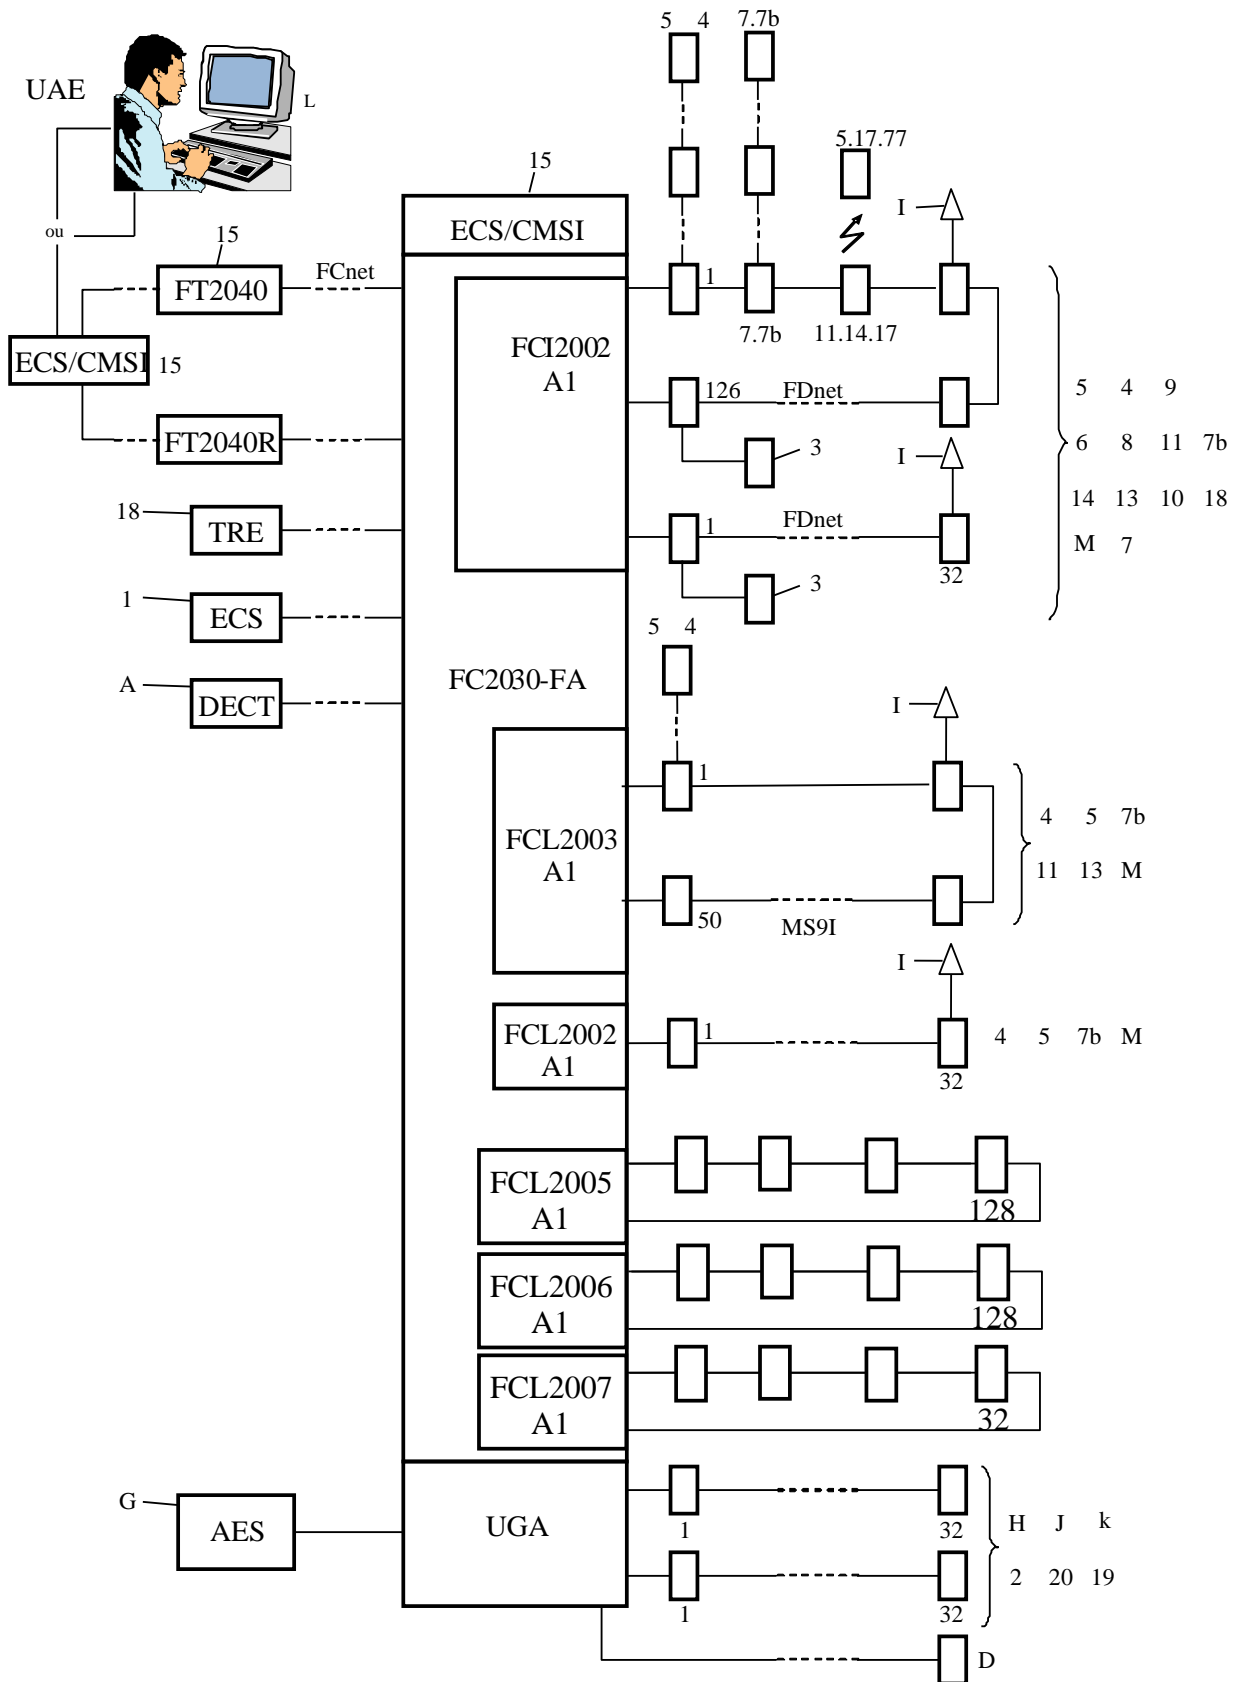 5 4 7.7b
UAE
L
5.17.77
15
I
ECS/CMSI
ou
15
FT2040
FCnet
1
7.7b
11.14.17
FCI2002
A1
ECS/CMSI 15
126
FDnet
5 4 9
FT2040R
3
I
6 8 11 7b
18
TRE
1
FDnet
14 13 10 18
32
M 7
3
1
ECS
5 4
A
DECT
FC2030-FA
I
1
FCL2003
A1
4 5 7b
11 13 M
50
MS9I
I
FCL2002
A1
1
32
4 5 7b M
FCL2005
A1
128
FCL2006
A1
128
FCL2007
A1
32
G
AES
UGA
1
32
H J k
2 20 19
1
32
D